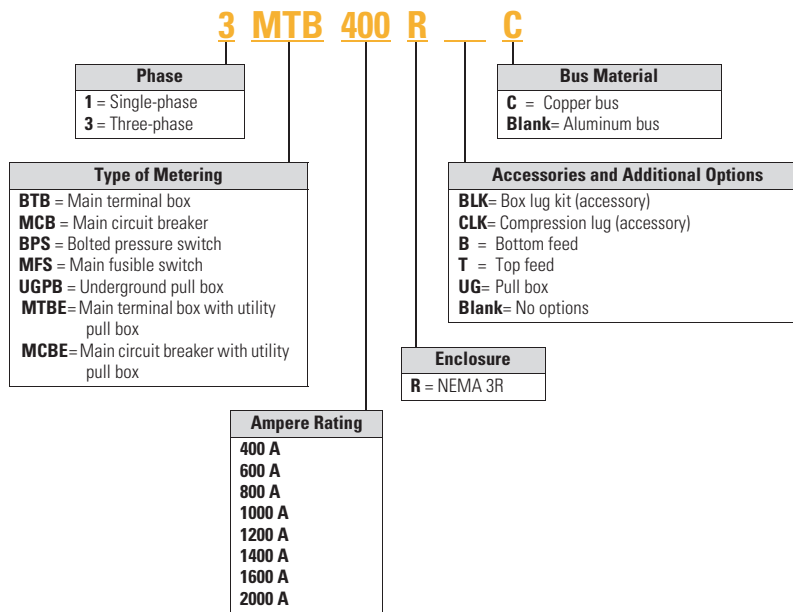 3 MTB 400 R __ C
Phase
1 = Single-phase
3 = Three-phase
Bus Material
C = Copper bus
Blank= Aluminum bus
Type of Metering
BTB = Main terminal box
MCB = Main circuit breaker
BPS = Bolted pressure switch
MFS = Main fusible switch
UGPB = Underground pull box
MTBE= Main terminal box with utility
pull box
MCBE= Main circuit breaker with utility
pull box
Accessories and Additional Options
BLK= Box lug kit (accessory)
CLK= Compression lug (accessory)
B = Bottom feed
T = Top feed
UG= Pull box
Blank= No options
Enclosure
R = NEMA 3R
Ampere Rating
400 A
600 A
800 A
1000 A
1200 A
1400 A
1600 A
2000 A